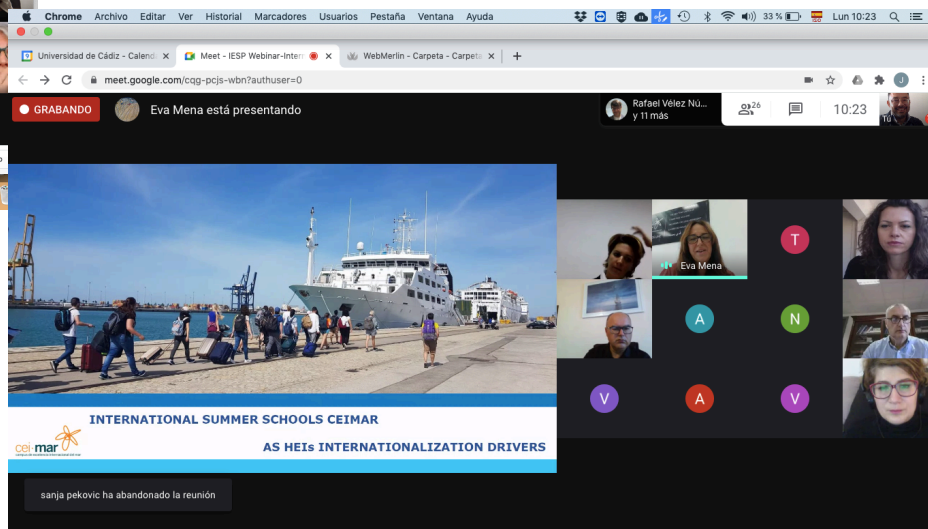 Chrome Archivo Editar Ver Historial Marcadores Usuarios Pestaña Ventana Ayuda
33 % Lun 10:23
Universidad de Cádiz - Calenda Meet - IESP Webinar-Intern WebMerlin - Carpeta - Carpeta
meet.google.com/cqg-pcjs-wbn?authuser=0 J
GRABANDO Eva Mena está presentando
Rafael Vélez Nú...
y 11 más
26
10:23
Tú
Eva Mena
T
A
N
V
A
V
INTERNATIONAL SUMMER SCHOOLS CEIMAR
AS HEIs INTERNATIONALIZATION DRIVERS
cei·mar
sanja pekovic ha abandonado la reunión